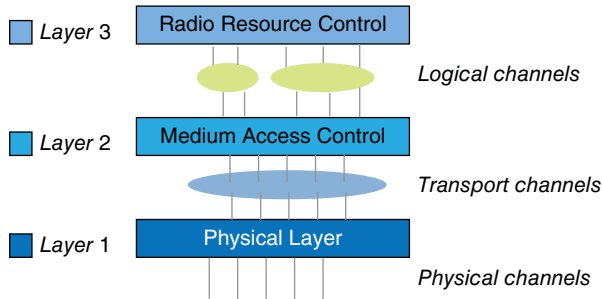 Layer 3
Radio Resource Control
Logical channels
Layer 2
Medium Access Control
Transport channels
Layer 1
Physical Layer
Physical channels